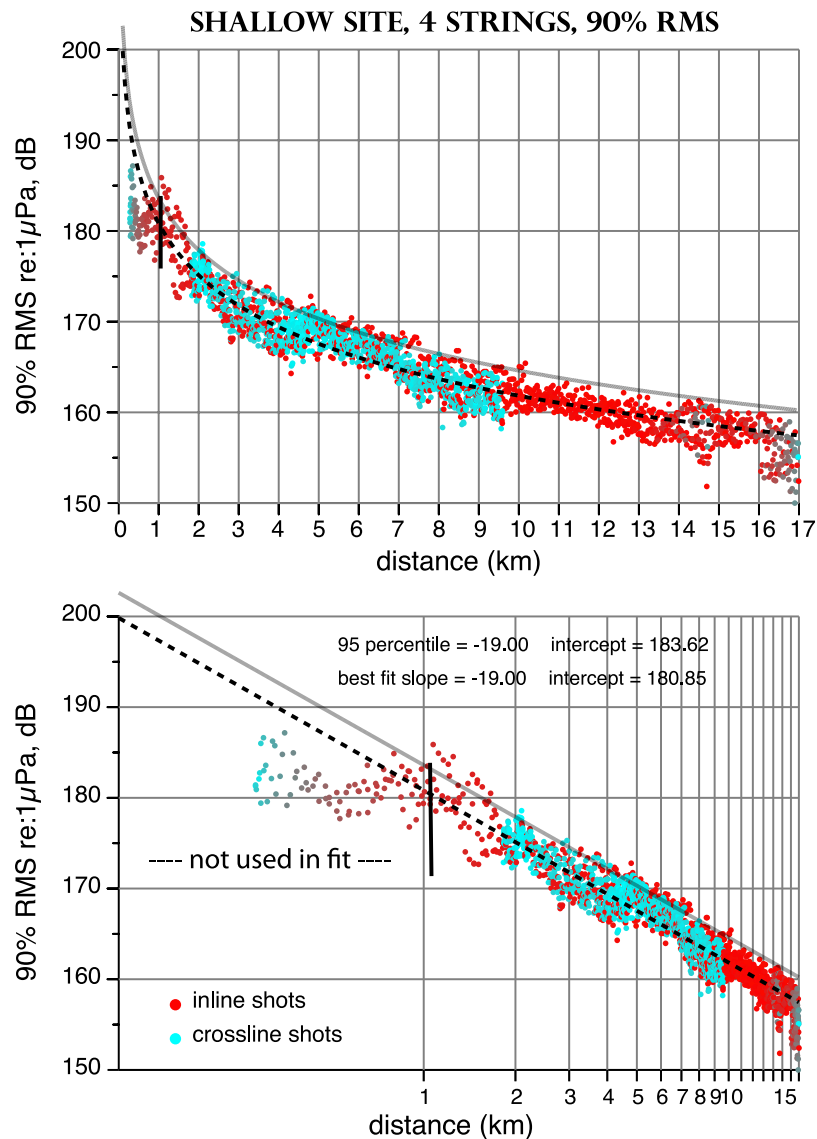 SHALLOW SITE, 4 STRINGS, 90% RMS
90% RMS re:1µPa, dB
200
190
180
170
160
150
0 1 2 3 4 5 6 7 8 9 10 11 12 13 14 15 16 17
distance (km)
90% RMS re:1µPa, dB
200
190
180
170
160
150
95 percentile = -19.00 intercept = 183.62
best fit slope = -19.00 intercept = 180.85
---- not used in fit ----
inline shots
crossline shots
1 2 3 4 5 6 7 8 9 10 15
distance (km)